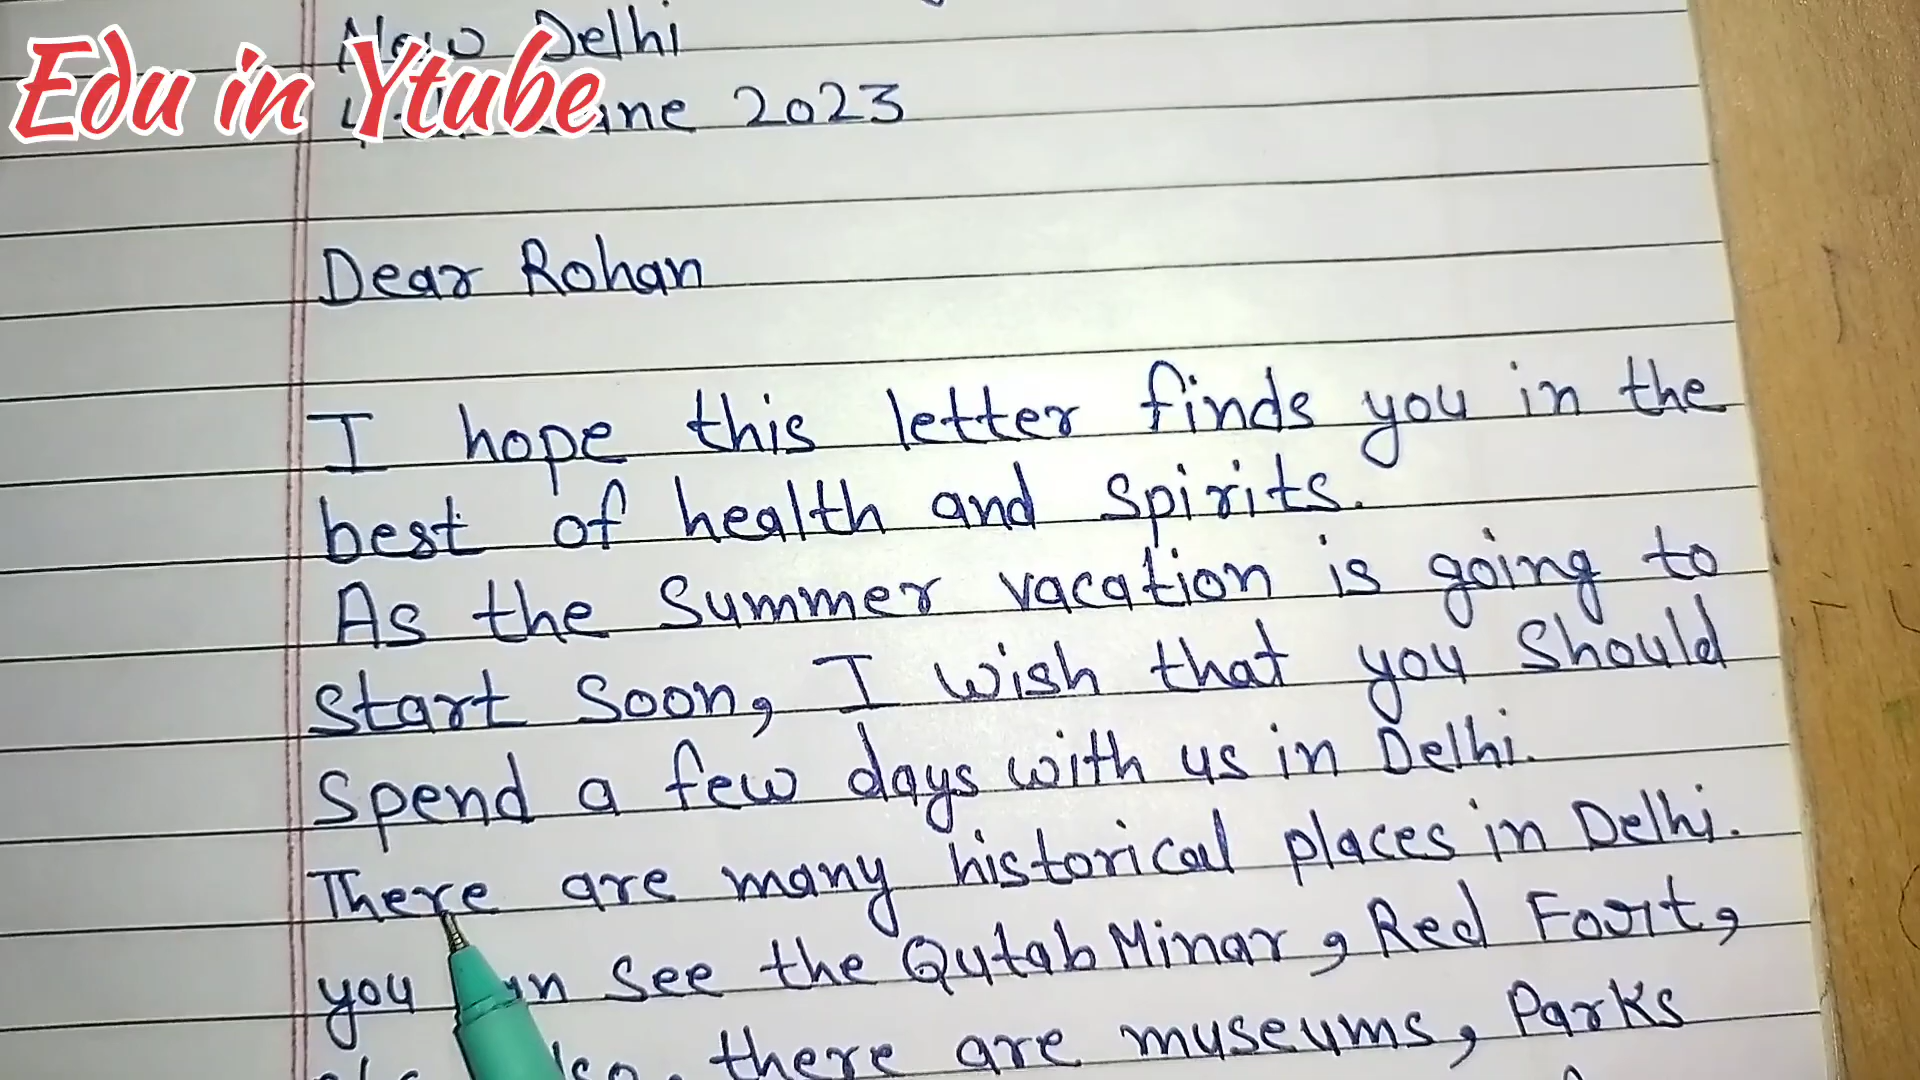 New Delhi
Edu in Ytube
June 2023
Dear Rohan
I hope this letter finds you in the
best of health and spirits.
As the Summer vacation is going to
start soon, I wish that you should
spend a few days with us in Delhi.
There are many historical places in Delhi.
you can see the Qutab Minar, Red Fort,
there are museums, Parks